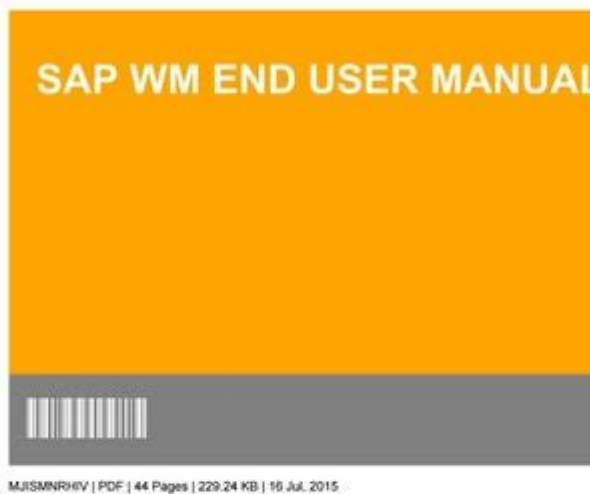 SAP WM END USER MANUAL
MJISMNRHIV | PDF | 44 Pages | 229.24 KB | 16 Jul, 2015